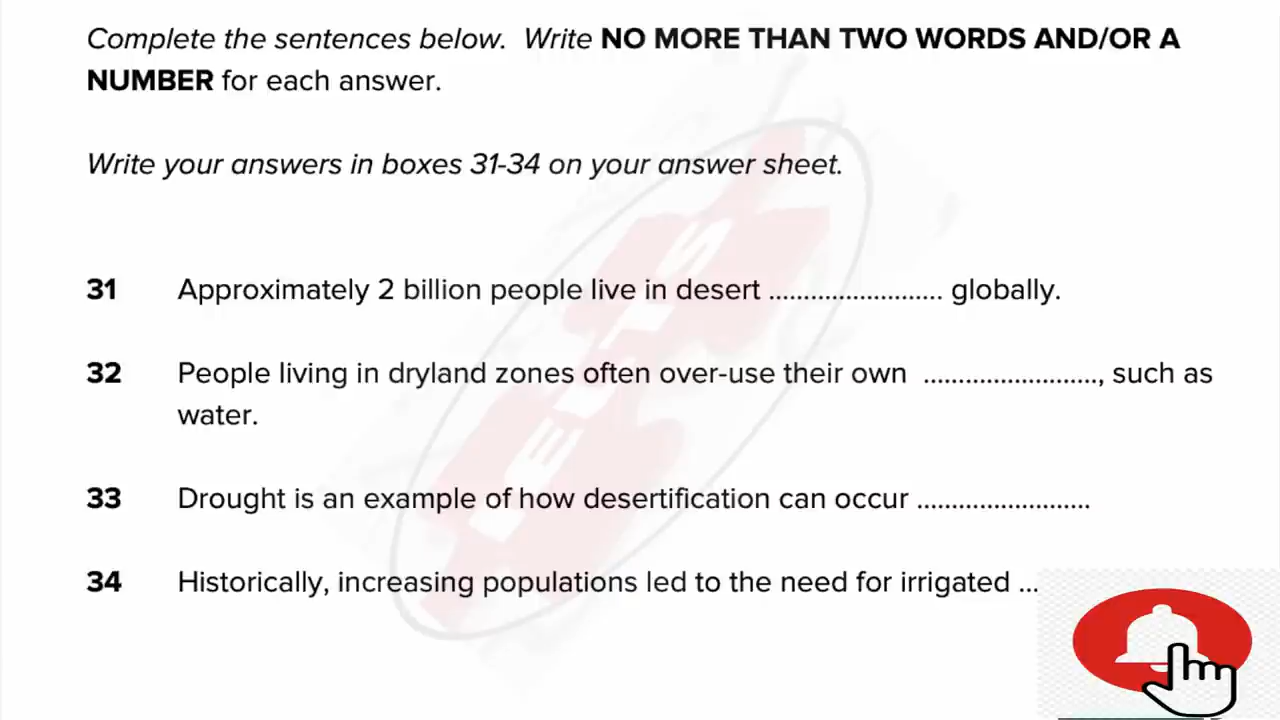 Complete the sentences below. Write NO MORE THAN TWO WORDS AND/OR A
NUMBER for each answer.
Write your answers in boxes 31-34 on your answer sheet.
31 Approximately 2 billion people live in desert ......................... globally.
32 People living in dryland zones often over-use their own ........................., such as
water.
33 Drought is an example of how desertification can occur .........................
34 Historically, increasing populations led to the need for irrigated ...
IELTS